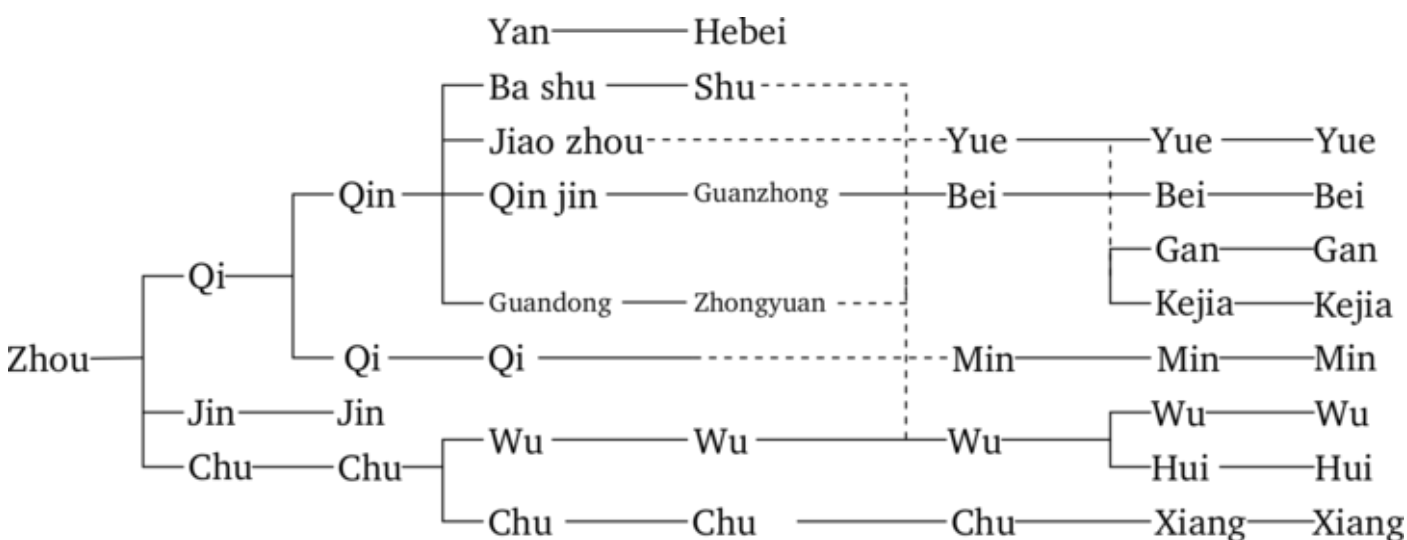 Yan Hebei
Ba shu Shu
Jiao zhou Yue Yue Yue
Qin Qin jin Guanzhong Bei Bei Bei
Gan Gan
Qi
Guandong Zhongyuan Kejia Kejia
Zhou Qi Qi Min Min Min
Jin Jin Wu Wu
Wu Wu Wu
Chu Chu Hui Hui
Chu Chu Chu Xiang Xiang